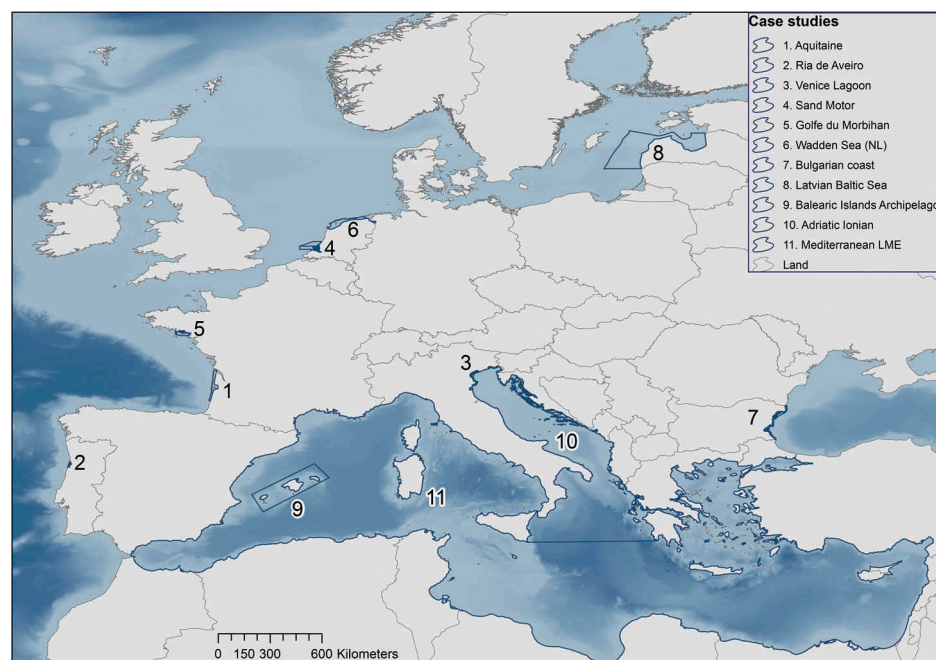 Case studies
1. Aquitaine
2. Ria de Aveiro
3. Venice Lagoon
4. Sand Motor
5. Golfe du Morbihan
6. Wadden Sea (NL)
7. Bulgarian coast
8. Latvian Baltic Sea
9. Balearic Islands Archipelago
10. Adriatic Ionian
11. Mediterranean LME
Land
8
6
4
5
3
1
7
10
2
11
9
0 150 300 600 Kilometers